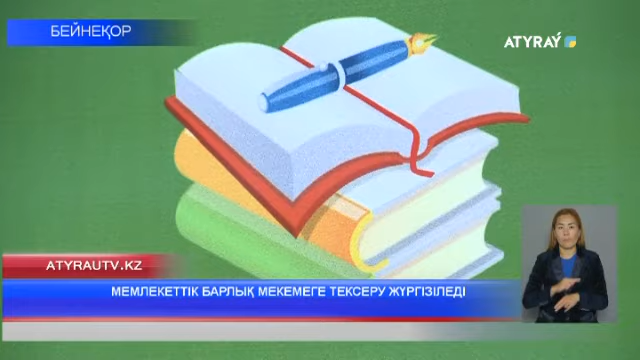 БЕЙНЕҚОР
ATYRAÝ
ATYRAUTV.KZ
МЕМЛЕКЕТТІК БАРЛЫҚ МЕКЕМЕГЕ ТЕКСЕРУ ЖҮРГІЗІЛЕДІ